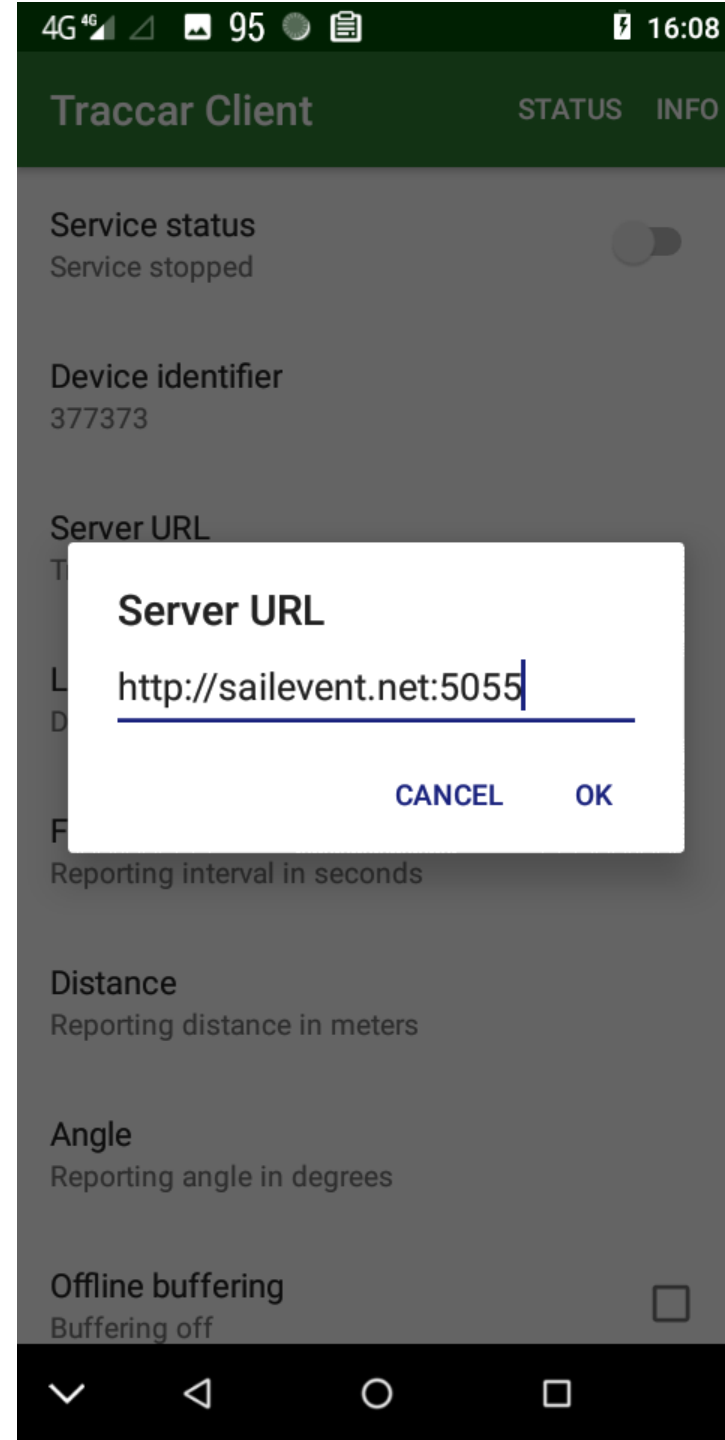 4G 4G 95 16:08
Traccar Client STATUS INFO
Service status
Service stopped
Device identifier
377373
Server URL
Server URL
http://sailevent.net:5055
CANCEL OK
Reporting interval in seconds
Distance
Reporting distance in meters
Angle
Reporting angle in degrees
Offline buffering
Buffering off